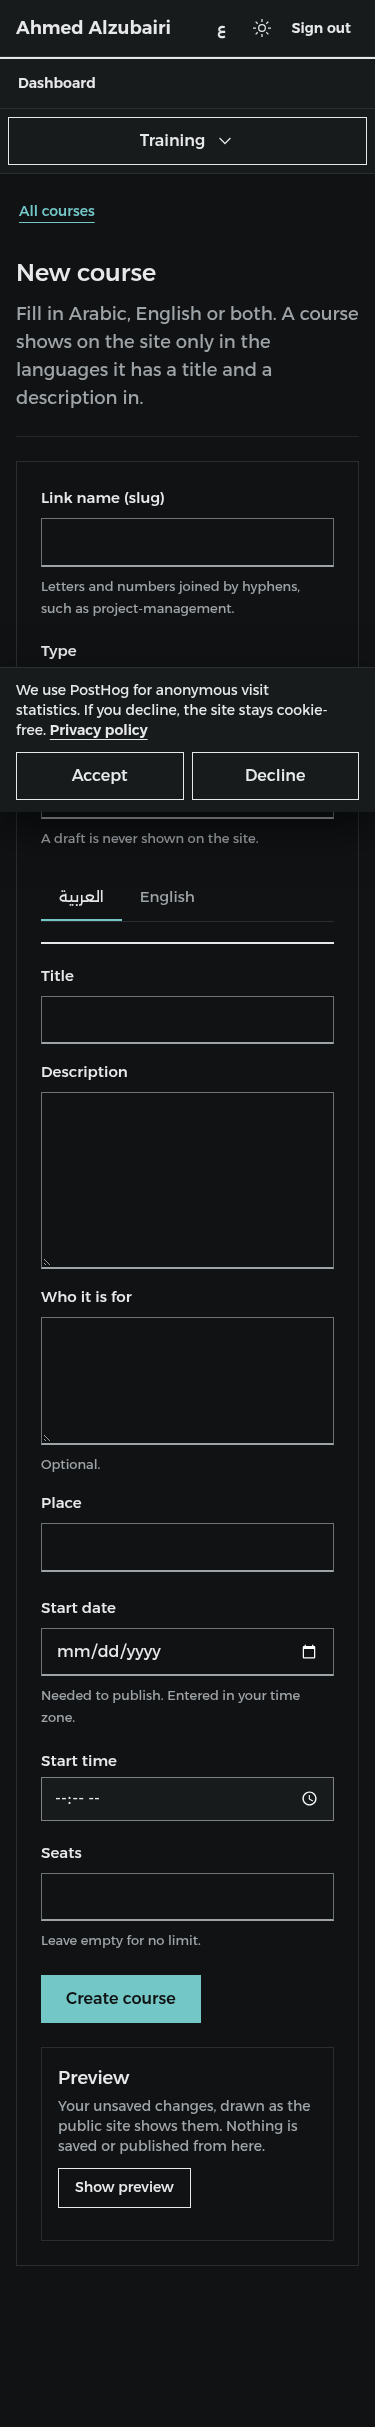 Ahmed Alzubairi
ع
Sign out
Dashboard
Training
All courses
New course
Fill in Arabic, English or both. A course
shows on the site only in the
languages it has a title and a
description in.
Link name (slug)
Letters and numbers joined by hyphens,
such as project-management.
Type
We use PostHog for anonymous visit
statistics. If you decline, the site stays cookie-
free. Privacy policy
Accept
Decline
A draft is never shown on the site.
العربية
English
Title
Description
Who it is for
Optional.
Place
Start date
mm/dd/yyyy
Needed to publish. Entered in your time
zone.
Start time
--:-- --
Seats
Leave empty for no limit.
Create course
Preview
Your unsaved changes, drawn as the
public site shows them. Nothing is
saved or published from here.
Show preview